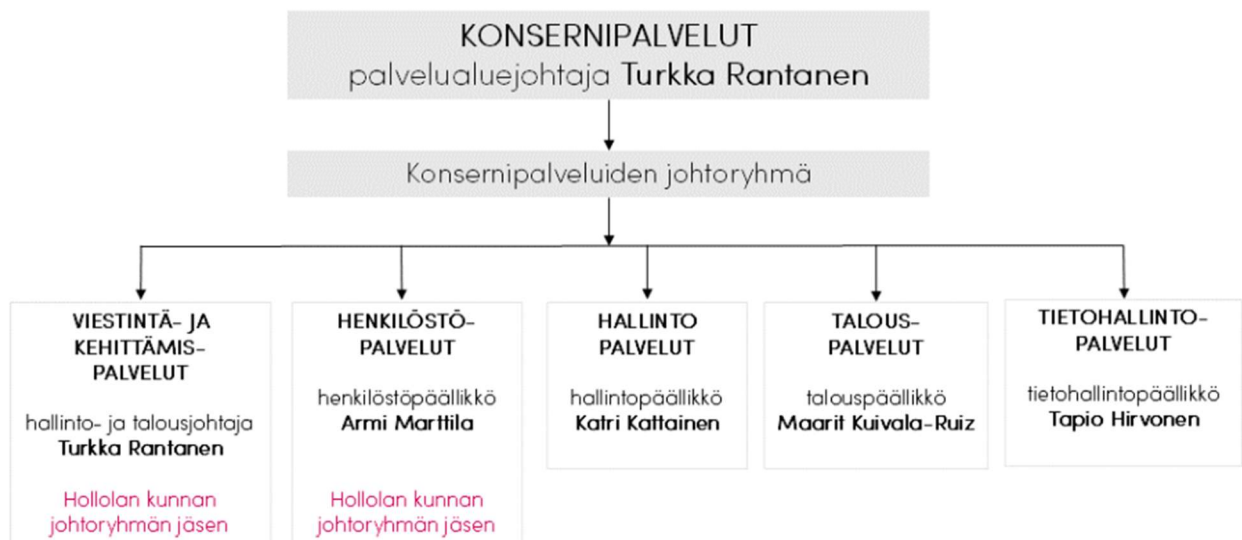 KONSERNIPALVELUT
palvelualuejohtaja Turkka Rantanen
Konsernipalveluiden johtoryhmä
VIESTINTÄ- JA
KEHITTÄMIS-
PALVELUT
hallinto- ja talousjohtaja
Turkka Rantanen
Hollolan kunnan
johtoryhmän jäsen
HENKILÖSTÖ-
PALVELUT
henkilöstöpäällikkö
Armi Marttila
Hollolan kunnan
johtoryhmän jäsen
HALLINTO
PALVELUT
hallintopäällikkö
Katri Kattainen
TALOUS-
PALVELUT
talouspäällikkö
Maarit Kuivala-Ruiz
TIETOHALLINTO-
PALVELUT
tietohallintopäällikkö
Tapio Hirvonen